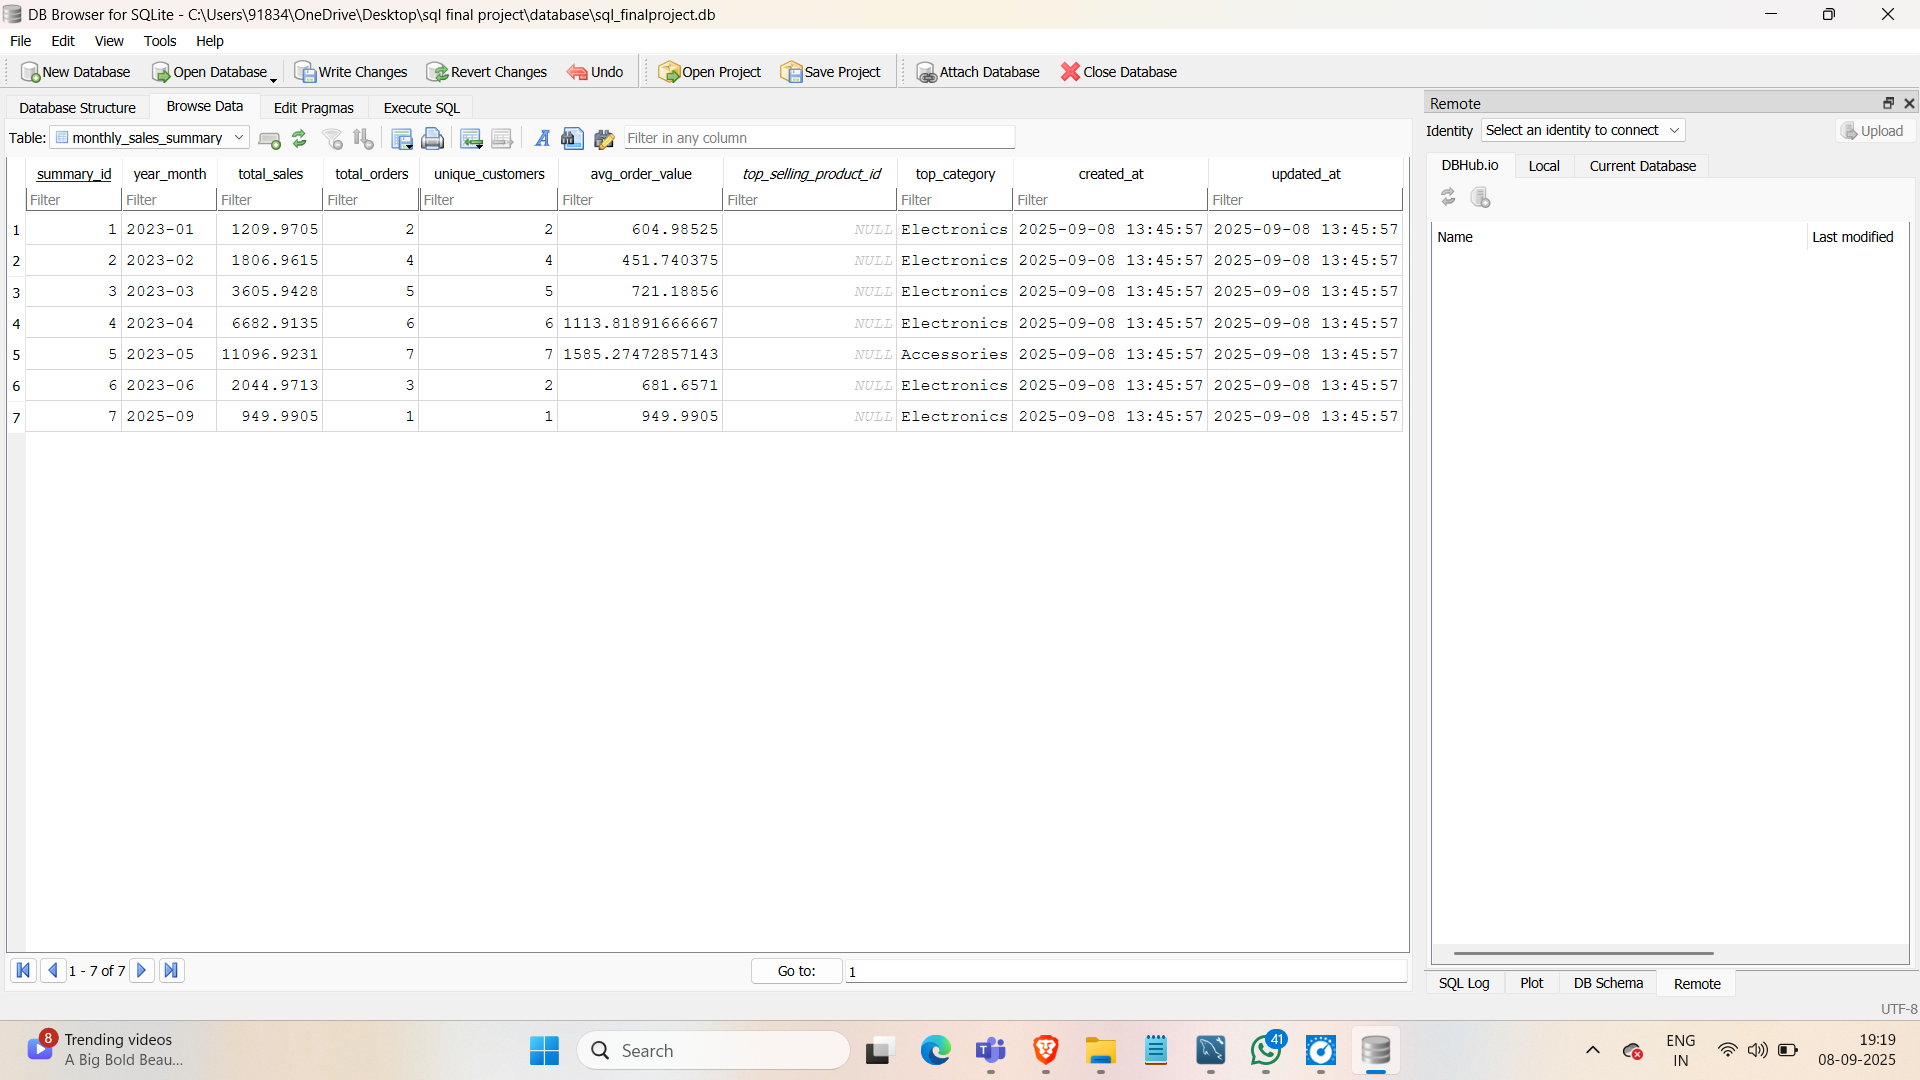 DB Browser for SQLite - C:\Users\91834\OneDrive\Desktop\sql final project\database\sql_finalproject.db
File Edit View Tools Help
New Database Open Database Write Changes Revert Changes Undo Open Project Save Project Attach Database Close Database
Database Structure Browse Data Edit Pragmas Execute SQL
Table: monthly_sales_summary Filter in any column
summary_id year_month total_sales total_orders unique_customers avg_order_value top_selling_product_id top_category created_at updated_at
Filter Filter Filter Filter Filter Filter Filter Filter Filter Filter
1 1 2023-01 1209.9705 2 2 604.98525 NULL Electronics 2025-09-08 13:45:57 2025-09-08 13:45:57
2 2 2023-02 1806.9615 4 4 451.740375 NULL Electronics 2025-09-08 13:45:57 2025-09-08 13:45:57
3 3 2023-03 3605.9428 5 5 721.18856 NULL Electronics 2025-09-08 13:45:57 2025-09-08 13:45:57
4 4 2023-04 6682.9135 6 6 1113.81891666667 NULL Electronics 2025-09-08 13:45:57 2025-09-08 13:45:57
5 5 2023-05 11096.9231 7 7 1585.27472857143 NULL Accessories 2025-09-08 13:45:57 2025-09-08 13:45:57
6 6 2023-06 2044.9713 3 2 681.6571 NULL Electronics 2025-09-08 13:45:57 2025-09-08 13:45:57
7 7 2025-09 949.9905 1 1 949.9905 NULL Electronics 2025-09-08 13:45:57 2025-09-08 13:45:57
1 - 7 of 7 Go to: 1
Remote
Identity Select an identity to connect Upload
DBHub.io Local Current Database
Name Last modified
SQL Log Plot DB Schema Remote
UTF-8
8 Trending videos
A Big Bold Beau...
Search
41
ENG
IN
19:19
08-09-2025